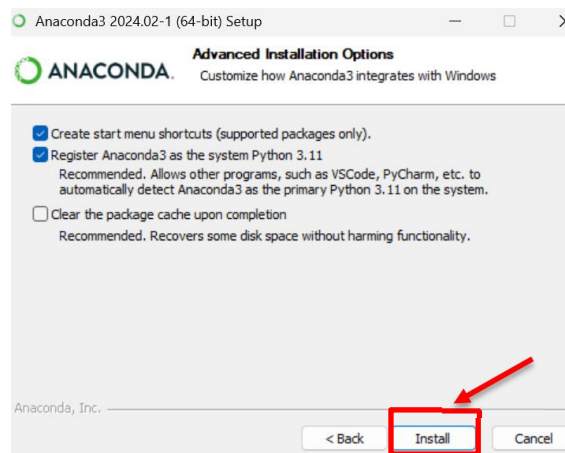 Anaconda3 2024.02-1 (64-bit) Setup
ANACONDA.
Advanced Installation Options
Customize how Anaconda3 integrates with Windows
Create start menu shortcuts (supported packages only).
Register Anaconda3 as the system Python 3.11
Recommended. Allows other programs, such as VSCode, PyCharm, etc. to
automatically detect Anaconda3 as the primary Python 3.11 on the system.
Clear the package cache upon completion
Recommended. Recovers some disk space without harming functionality.
Anaconda, Inc.
< Back Install Cancel